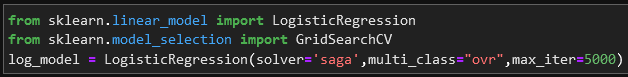 from sklearn.linear_model import LogisticRegression
from sklearn.model_selection import GridSearchCV
log_model = LogisticRegression(solver='saga',multi_class="ovr",max_iter=5000)